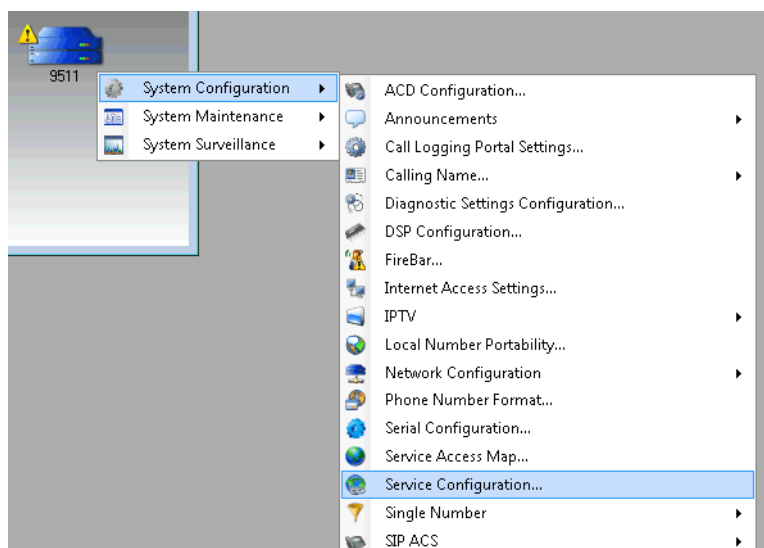 9511
System Configuration
System Maintenance
System Surveillance
ACD Configuration...
Announcements
Call Logging Portal Settings...
Calling Name...
Diagnostic Settings Configuration...
DSP Configuration...
FireBar...
Internet Access Settings...
IPTV
Local Number Portability...
Network Configuration
Phone Number Format...
Serial Configuration...
Service Access Map...
Service Configuration...
Single Number
SIP ACS